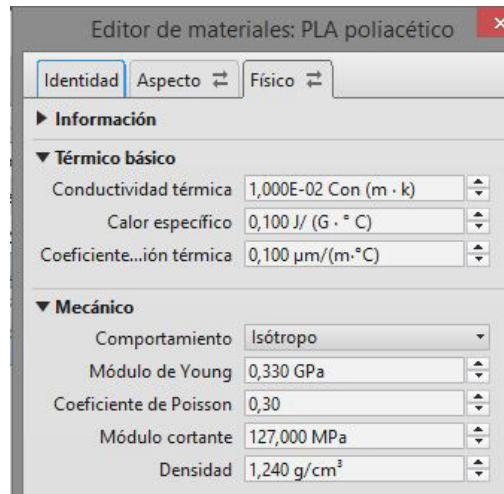 Editor de materiales: PLA poliacético
Identidad Aspecto Físico
Información
Térmico básico
Conductividad térmica 1,000E-02 Con (m · k)
Calor específico 0,100 J/ (G · ° C)
Coeficiente...ión térmica 0,100 µm/(m·°C)
Mecánico
Comportamiento Isótropo
Módulo de Young 0,330 GPa
Coeficiente de Poisson 0,30
Módulo cortante 127,000 MPa
Densidad 1,240 g/cm³